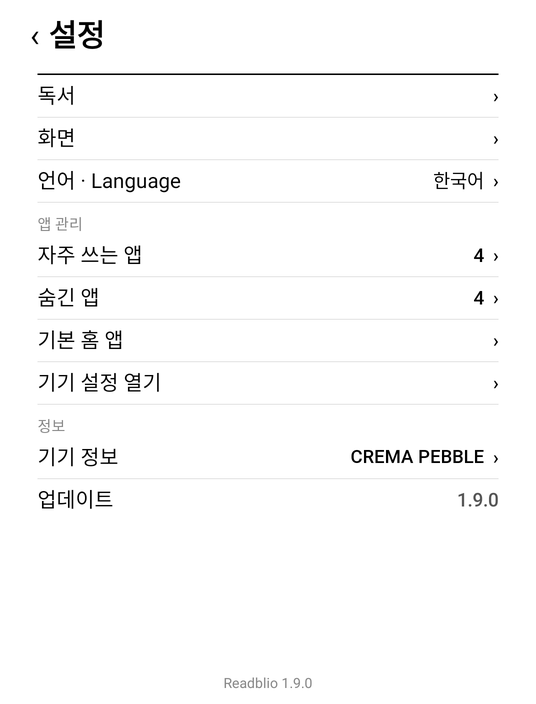 ‹ 설정
독서 ›
화면 ›
언어 · Language 한국어 ›
앱 관리
자주 쓰는 앱 4 ›
숨긴 앱 4 ›
기본 홈 앱 ›
기기 설정 열기 ›
정보
기기 정보 CREMA PEBBLE ›
업데이트 1.9.0
Readblio 1.9.0